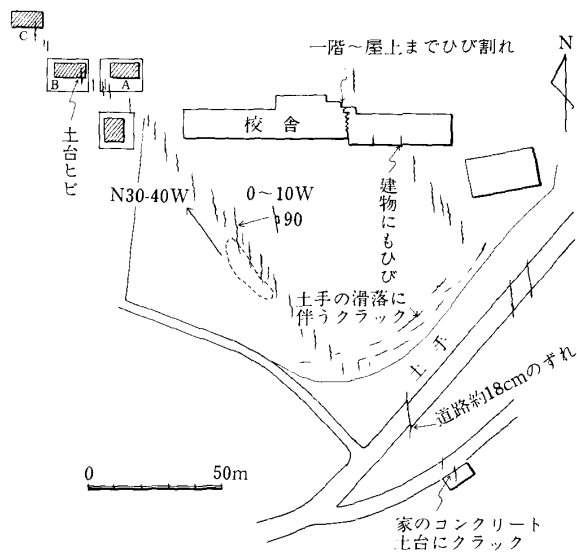 一階～屋上までひび割れ
N
C
B
A
土台ヒビ
校舎
N30-40W
0～10W
90
建物にもひび
土手の滑落に
伴うクラック
土手
道路約18cmのずれ
0
50m
家のコンクリート
土台にクラック